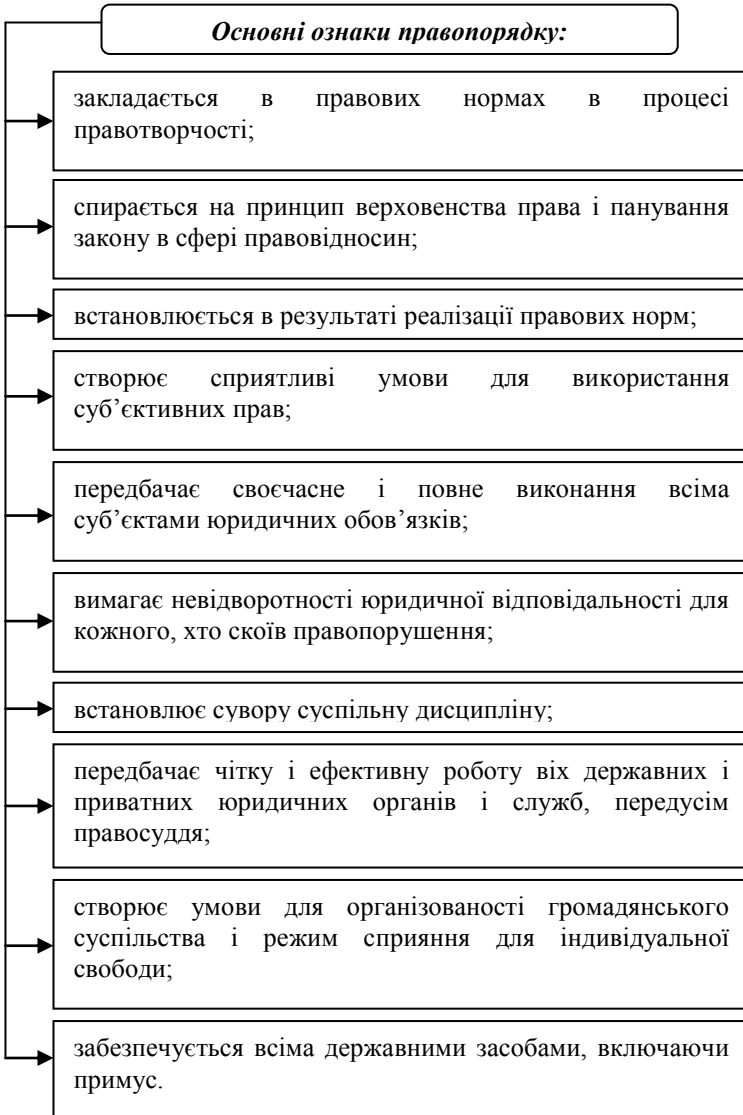 Основні ознаки правопорядку:
закладається в правових нормах в процесі
правотворчості;
спирається на принцип верховенства права і панування
закону в сфері правовідносин;
встановлюється в результаті реалізації правових норм;
створює сприятливі умови для використання
суб’єктивних прав;
передбачає своєчасне і повне виконання всіма
суб’єктами юридичних обов’язків;
вимагає невідворотності юридичної відповідальності для
кожного, хто скоїв правопорушення;
встановлює сувору суспільну дисципліну;
передбачає чітку і ефективну роботу віх державних і
приватних юридичних органів і служб, передусім
правосуддя;
створює умови для організованості громадянського
суспільства і режим сприяння для індивідуальної
свободи;
забезпечується всіма державними засобами, включаючи
примус.